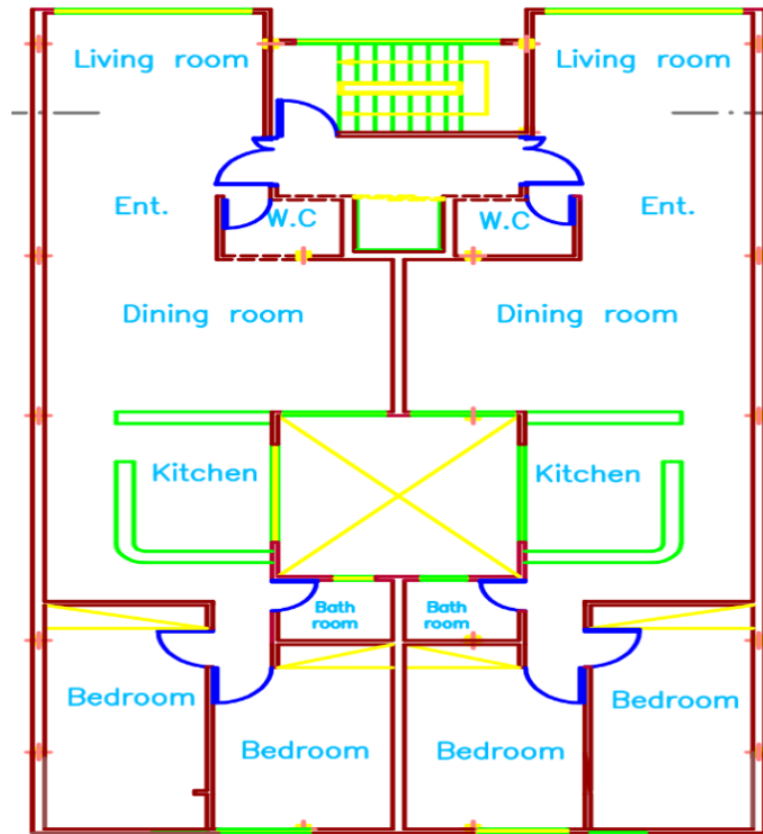 Living room
Living room
Ent.
W.C
W.C
Ent.
Dining room
Dining room
Kitchen
Kitchen
Bath
room
Bath
room
Bedroom
Bedroom
Bedroom
Bedroom